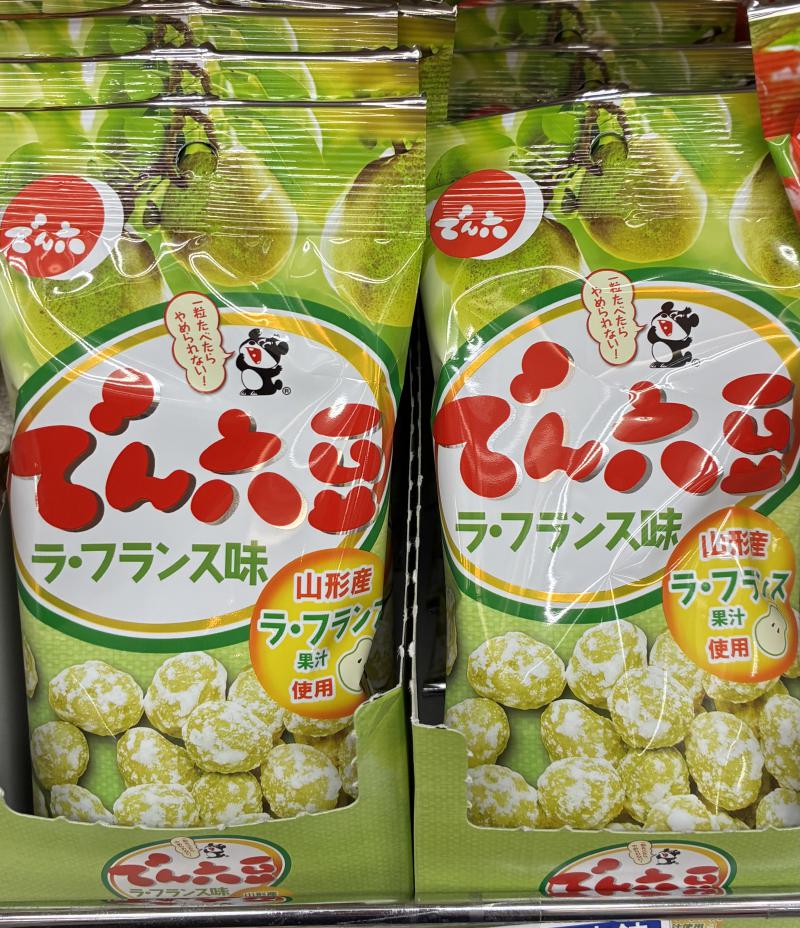 でん六
一粒たべたら
やめられない!
®
でん六豆
ラ・フランス味
山形産
ラ・フランス
果汁
使用
でん六
一粒たべたら
やめられない!
でん六豆
ラ・フランス味
山形産
ラ・フランス
果汁
使用
でん六豆
ラ・フランス味
山形産
でん六豆